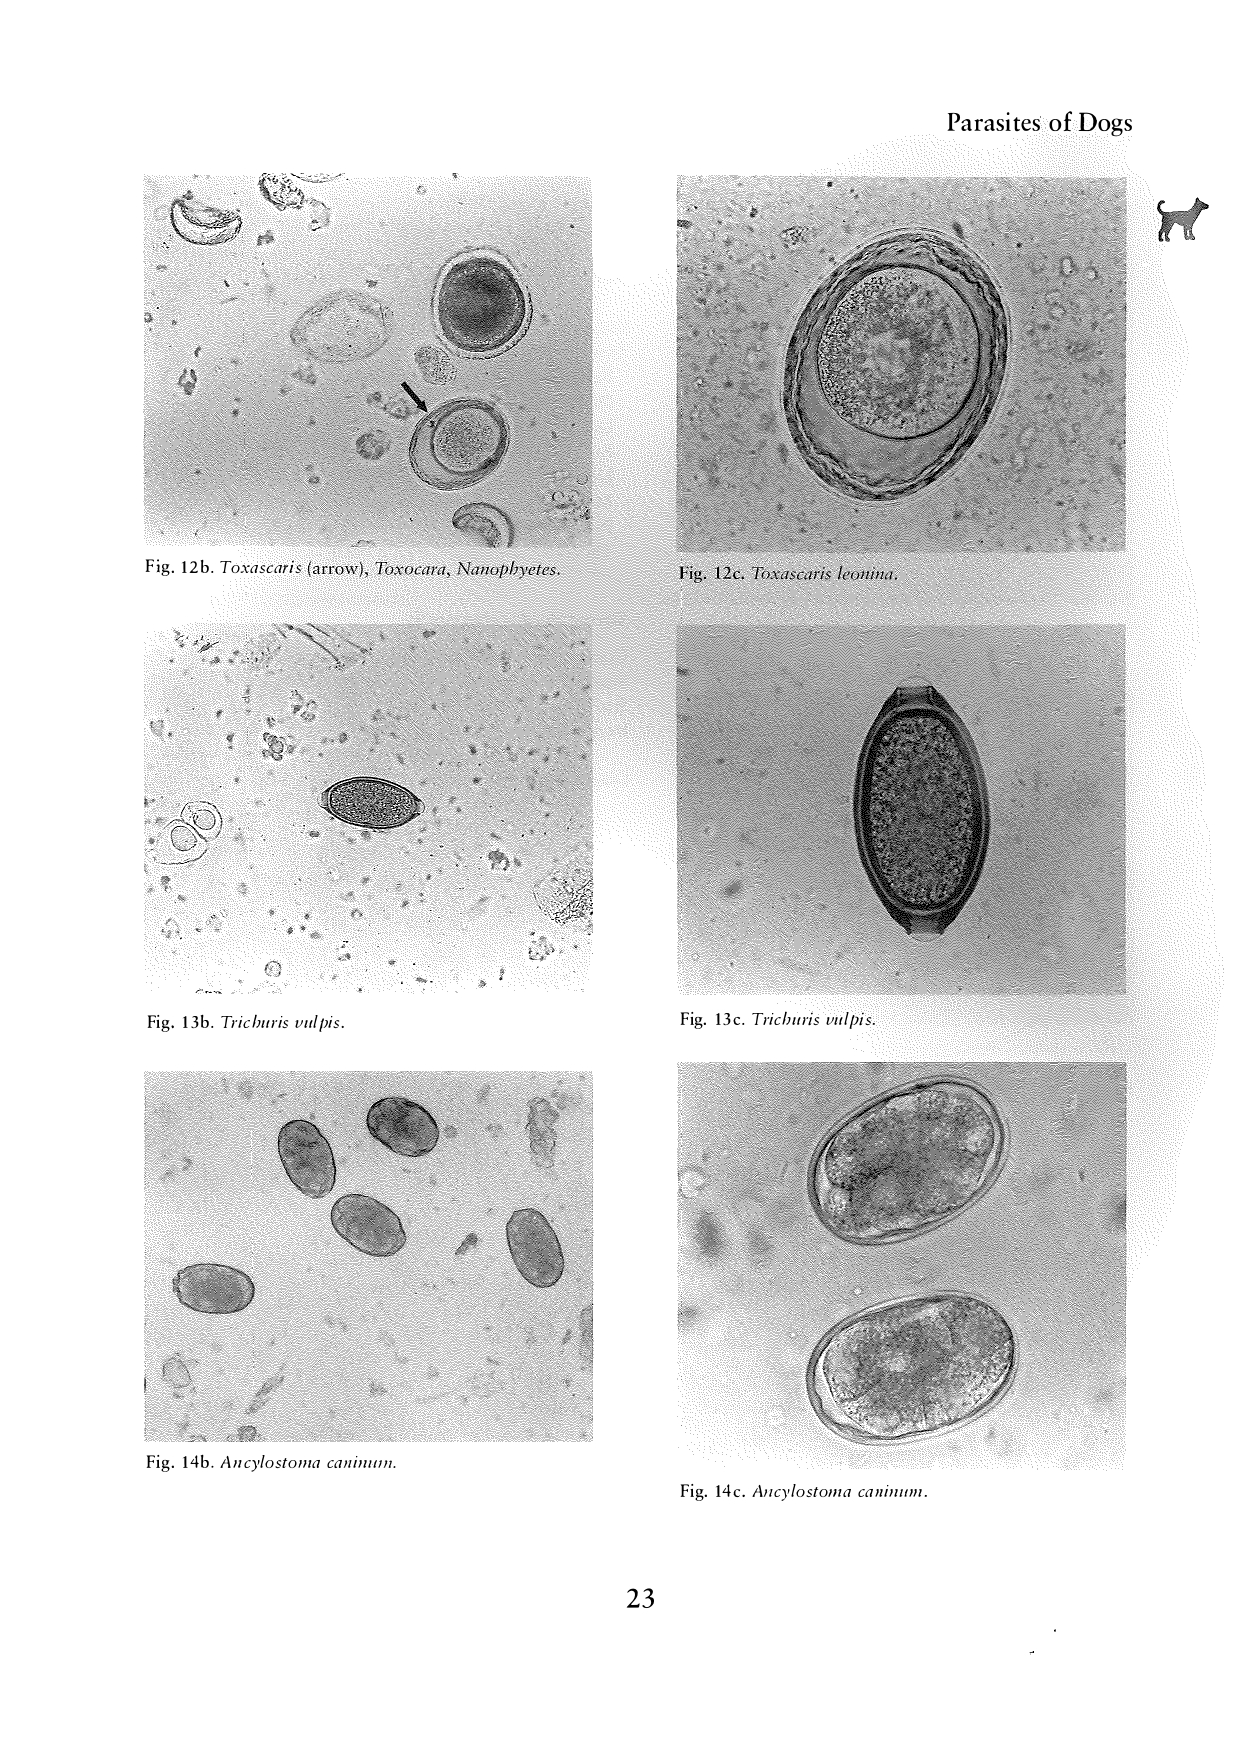 Parasites of Dogs
Fig. 12b. Toxascaris (arrow), Toxocara, Nanophyetes.
Fig. 12c. Toxascaris leonina.
Fig. 13b. Trichuris vulpis.
Fig. 13c. Trichuris vulpis.
Fig. 14b. Ancylostoma caninum.
Fig. 14c. Ancylostoma caninum.
23